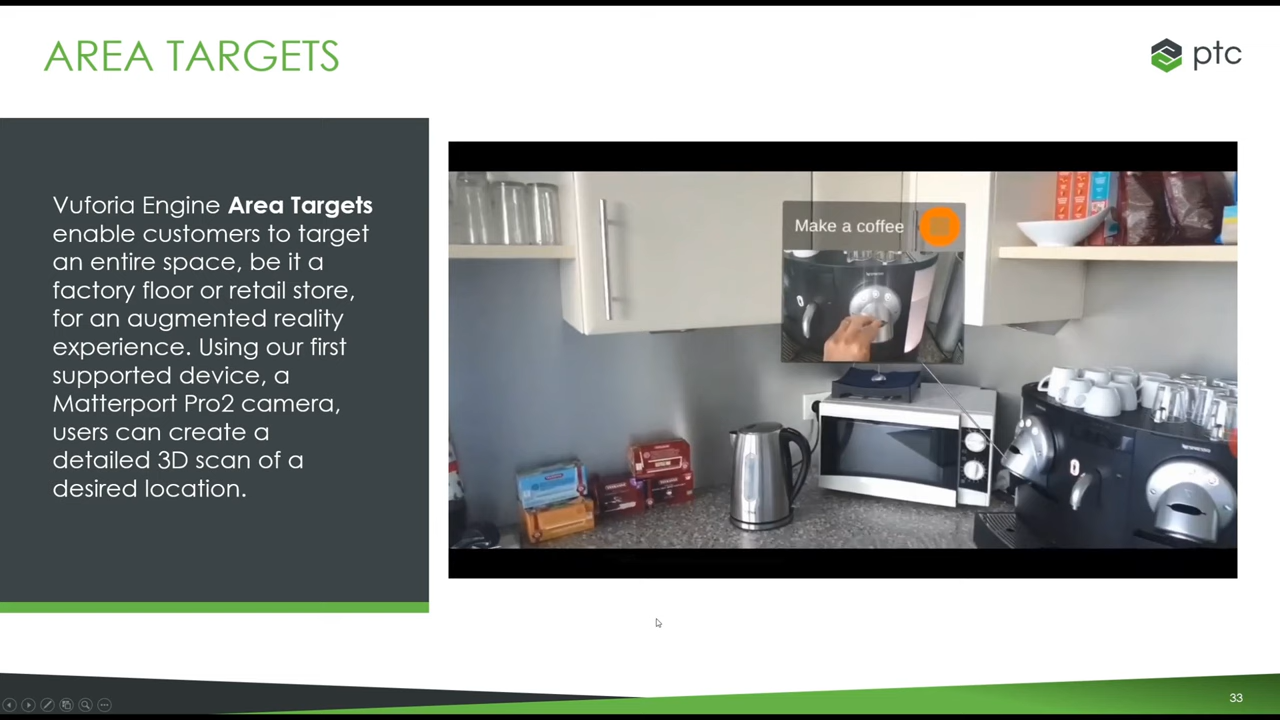 AREA TARGETS
ptc
Vuforia Engine Area Targets
enable customers to target
an entire space, be it a
factory floor or retail store,
for an augmented reality
experience. Using our first
supported device, a
Matterport Pro2 camera,
users can create a
detailed 3D scan of a
desired location.
Make a coffee
33